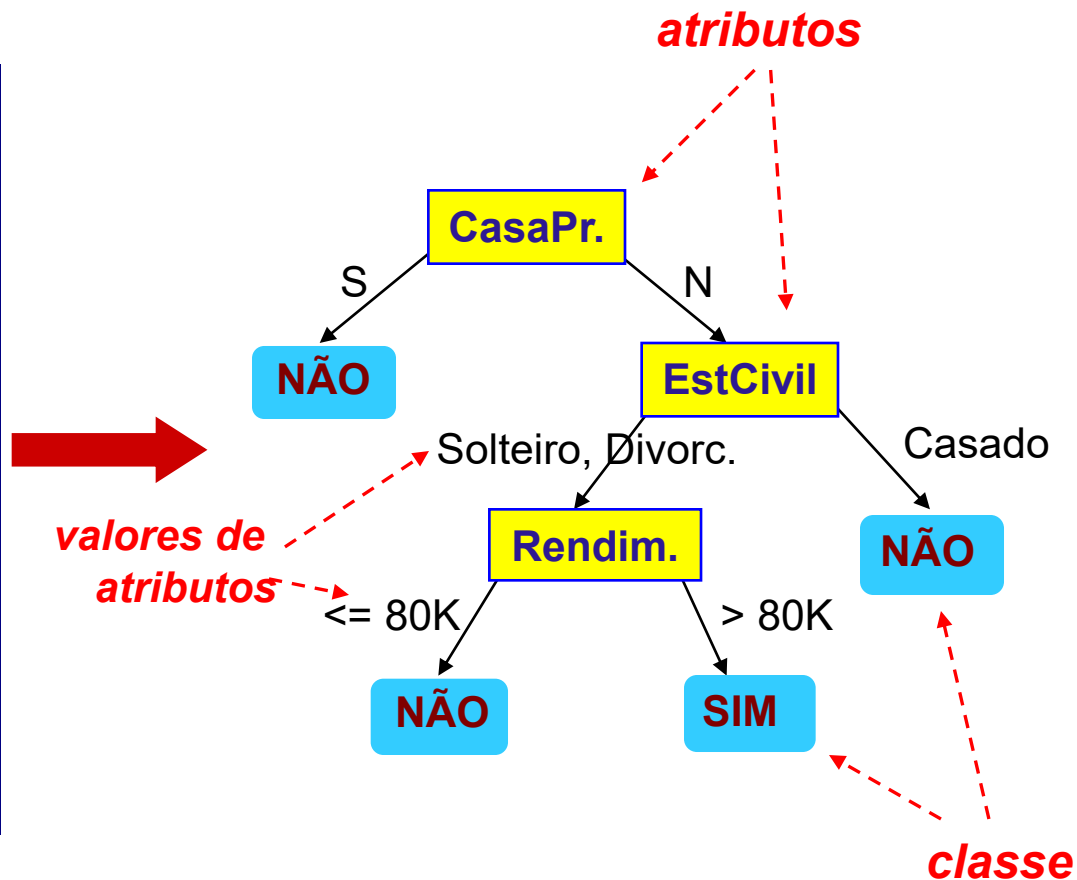 atributos
CasaPr.
S
N
NÃO
EstCivil
Solteiro, Divorc.
Casado
valores de
atributos
Rendim.
NÃO
<= 80K
> 80K
NÃO
SIM
classe